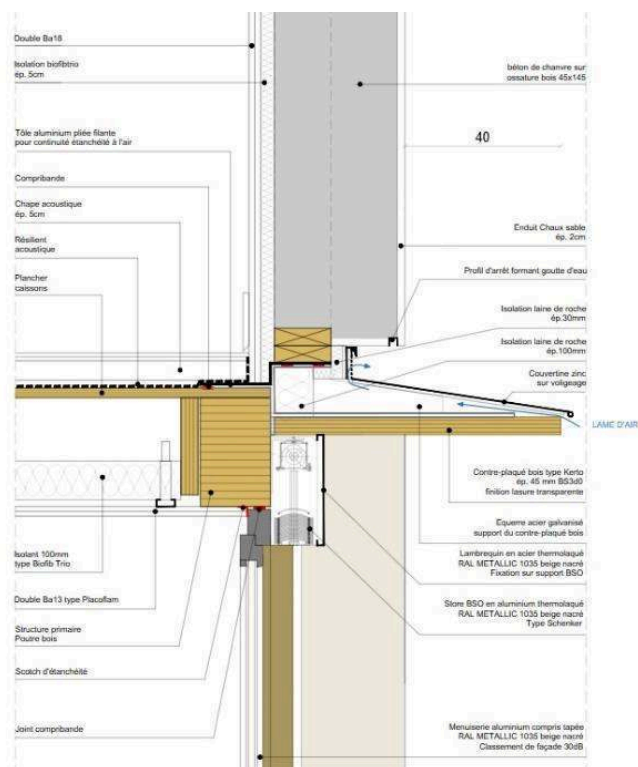 Double Ba18
Isolation biofibtrio
ép. 5cm
Tôle aluminium pliée filante
pour continuité étanchéité à l'air
Compribande
Chape acoustique
ép. 5cm
Résilient
acoustique
Plancher
caissons
Isolant 100mm
type Biofib Trio
Double Ba13 type Placoflam
Structure primaire
Poutre bois
Scotch d'étanchéité
Joint compribande
béton de chanvre sur
ossature bois 45x145
40
Enduit Chaux sable
ép. 2cm
Profil d'arrêt formant goutte d'eau
Isolation laine de roche
ép.30mm
Isolation laine de roche
ép.100mm
Couvertine zinc
sur voligeage
LAME D'AIR
Contre-plaqué bois type Kerto
ép. 45 mm BS3d0
finition lasure transparente
Equerre acier galvanisé
support du contre-plaqué bois
Lambrequin en acier thermolaqué
RAL METALLIC 1035 beige nacré
Fixation sur support BSO
Store BSO en aluminium thermolaqué
RAL METALLIC 1035 beige nacré
Type Schenker
Menuiserie aluminium compris tapée
RAL METALLIC 1035 beige nacré
Classement de façade 30dB